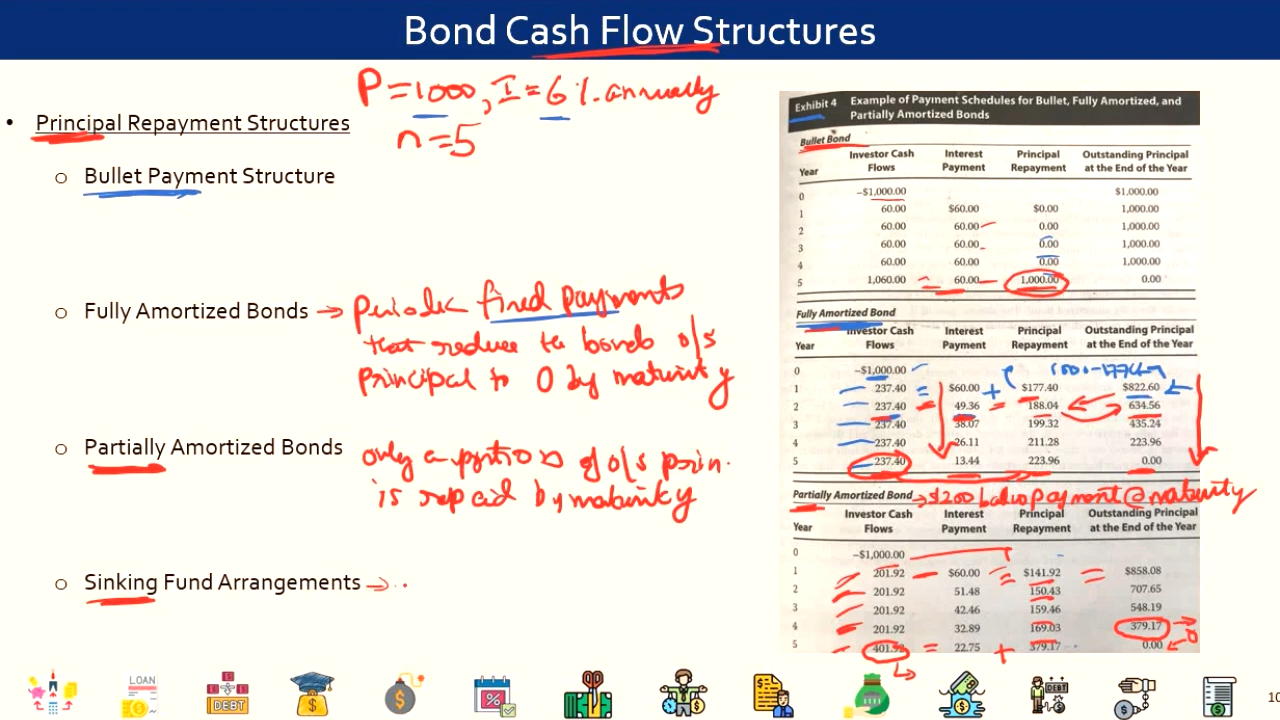 Bond Cash Flow Structures
P=1000, I=6%. annually
n=5
• Principal Repayment Structures
o Bullet Payment Structure
o Fully Amortized Bonds → Periodic fixed payments
that reduce the bonds o/s
principal to 0 by maturity
o Partially Amortized Bonds
only a portion of o/s prin.
is repaid by maturity
o Sinking Fund Arrangements →
Exhibit 4 Example of Payment Schedules for Bullet, Fully Amortized, and
Partially Amortized Bonds
Bullet Bond
Investor Cash Interest Principal Outstanding Principal
Year Flows Payment Repayment at the End of the Year
0 –$1,000.00 $1,000.00
1 60.00 $60.00 $0.00 1,000.00
2 60.00 60.00 0.00 1,000.00
3 60.00 60.00 0.00 1,000.00
4 60.00 60.00 0.00 1,000.00
5 1,060.00 = 60.00 1,000.00 0.00
Fully Amortized Bond
Investor Cash Interest Principal Outstanding Principal
Year Flows Payment Repayment at the End of the Year
0 –$1,000.00
1 237.40 = $60.00 + $177.40 $822.60
2 237.40 = 49.36 = 188.04 634.56
3 237.40 38.07 199.32 435.24
4 237.40 26.11 211.28 223.96
5 237.40 13.44 223.96 0.00
Partially Amortized Bond → $200 balloon payment @ maturity
Investor Cash Interest Principal Outstanding Principal
Year Flows Payment Repayment at the End of the Year
0 –$1,000.00
1 201.92 – $60.00 = $141.92 = $858.08
2 201.92 51.48 150.43 707.65
3 201.92 42.46 159.46 548.19
4 201.92 32.89 169.03 379.17
5 401.92 = 22.75 + 379.17 0.00
LOAN
DEBT
%
DEBT
10